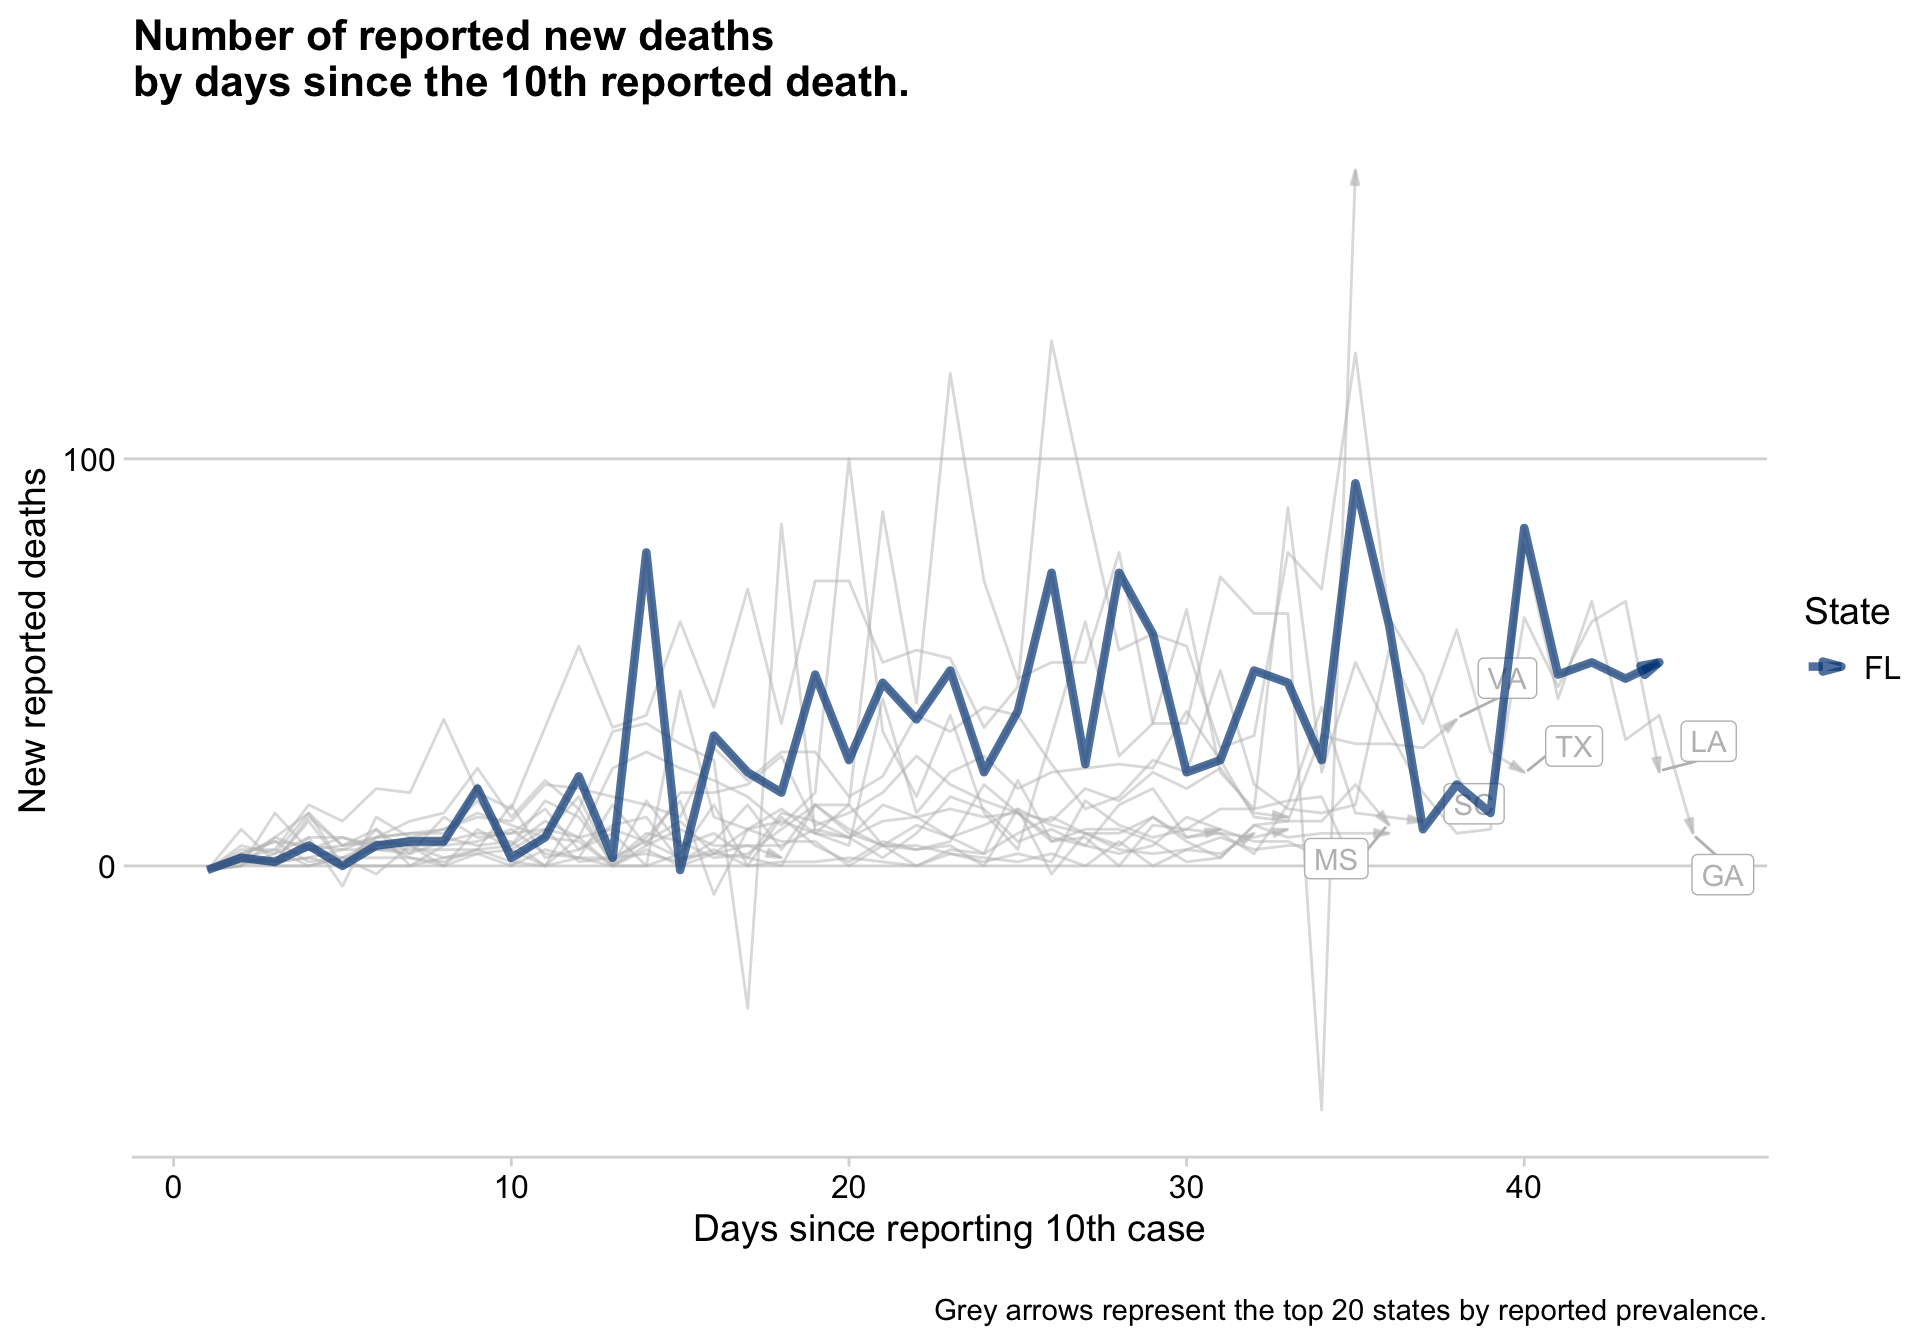 Number of reported new deaths
by days since the 10th reported death.
New reported deaths
100
0
VA
TX
LA
SC
MS
GA
State
FL
0 10 20 30 40
Days since reporting 10th case
Grey arrows represent the top 20 states by reported prevalence.